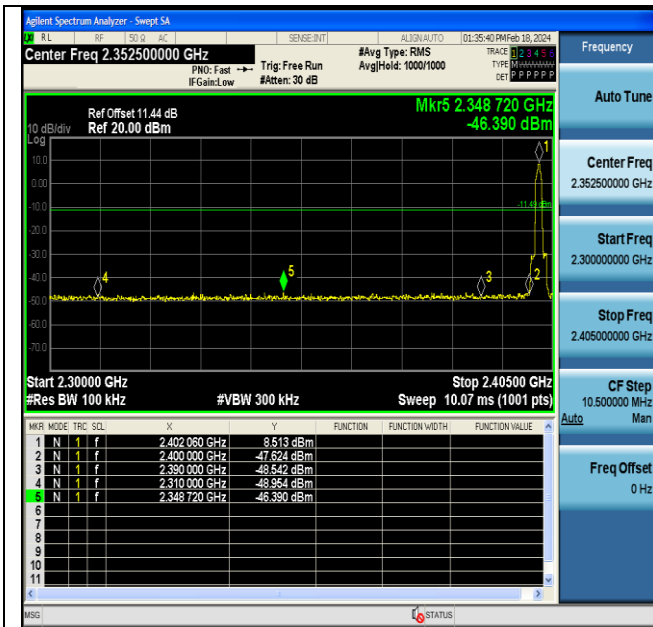 Agilent Spectrum Analyzer - Swept SA
RL RF 50 Ω AC SENSE:INT ALIGNAUTO 01:35:40 PMFeb 18, 2024
Center Freq 2.352500000 GHz
PNO: Fast Trig: Free Run
IFGain:Low #Atten: 30 dB
#Avg Type: RMS
Avg|Hold: 1000/1000
TRACE 1 2 3 4 5 6
TYPE M
DET P P P P P P
Frequency
Auto Tune
Center Freq
2.352500000 GHz
Start Freq
2.300000000 GHz
Stop Freq
2.405000000 GHz
CF Step
10.500000 MHz
Auto Man
Freq Offset
0 Hz
Mkr5 2.348 720 GHz
-46.390 dBm
Ref Offset 11.44 dB
10 dB/div Ref 20.00 dBm
Log
10.0
0.00
-10.0
-20.0
-30.0
-40.0
-50.0
-60.0
-70.0
-11.49 dBm
1
4
5
3
2
Start 2.30000 GHz Stop 2.40500 GHz
#Res BW 100 kHz #VBW 300 kHz Sweep 10.07 ms (1001 pts)
MKR MODE TRC SCL X Y FUNCTION FUNCTION WIDTH FUNCTION VALUE
1 N 1 f 2.402 060 GHz 8.513 dBm
2 N 1 f 2.400 000 GHz -47.624 dBm
3 N 1 f 2.390 000 GHz -48.542 dBm
4 N 1 f 2.310 000 GHz -48.954 dBm
5 N 1 f 2.348 720 GHz -46.390 dBm
6
7
8
9
10
11
MSG STATUS